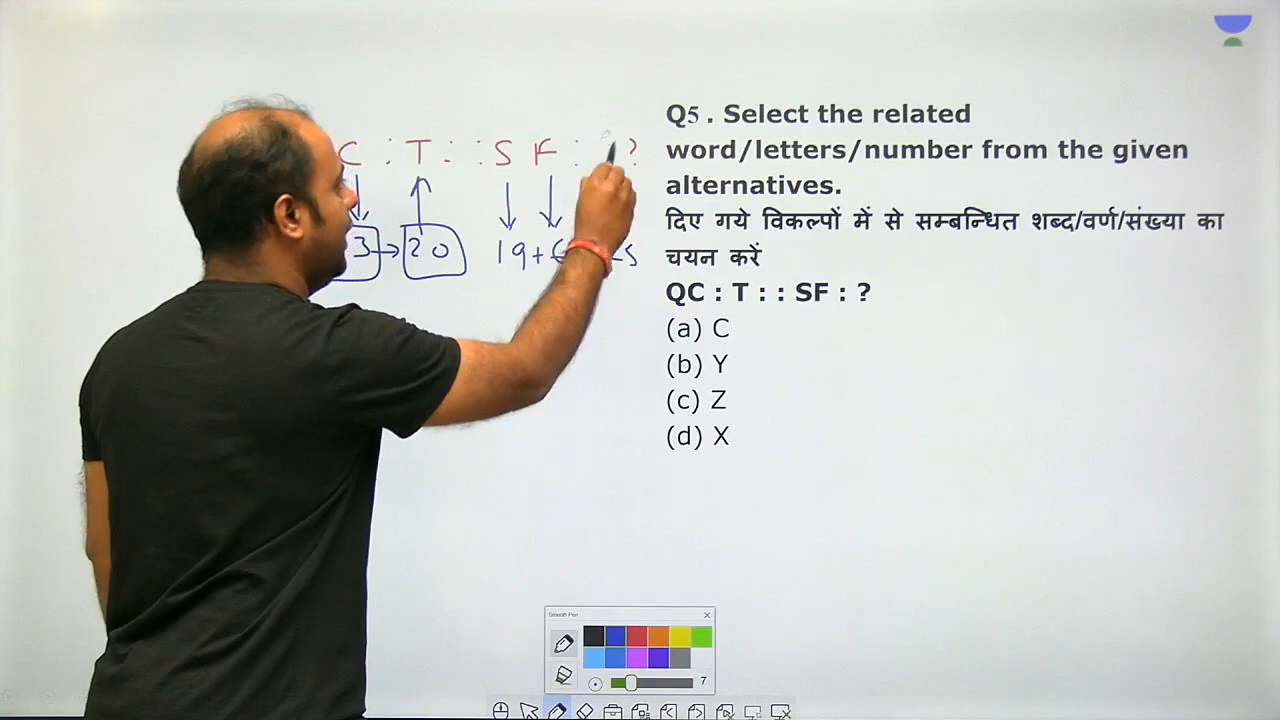 C : T : : S F : ?
3 → 20 19 +
Q5 . Select the related
word/letters/number from the given
alternatives.
दिए गये विकल्पों में से सम्बन्धित शब्द/वर्ण/संख्या का
चयन करें
QC : T : : SF : ?
(a) C
(b) Y
(c) Z
(d) X
Smooth Pen
7